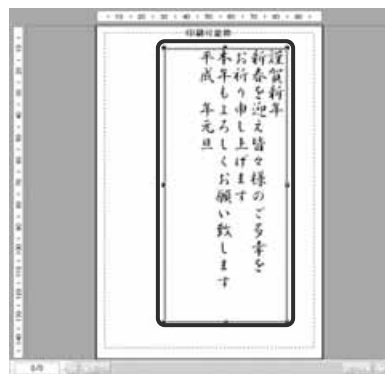 印刷可能枠
謹賀新年
新春を迎え皆々様のご多幸を
お祈り申し上げます
本年もよろしくお願い致します
平成　年元旦